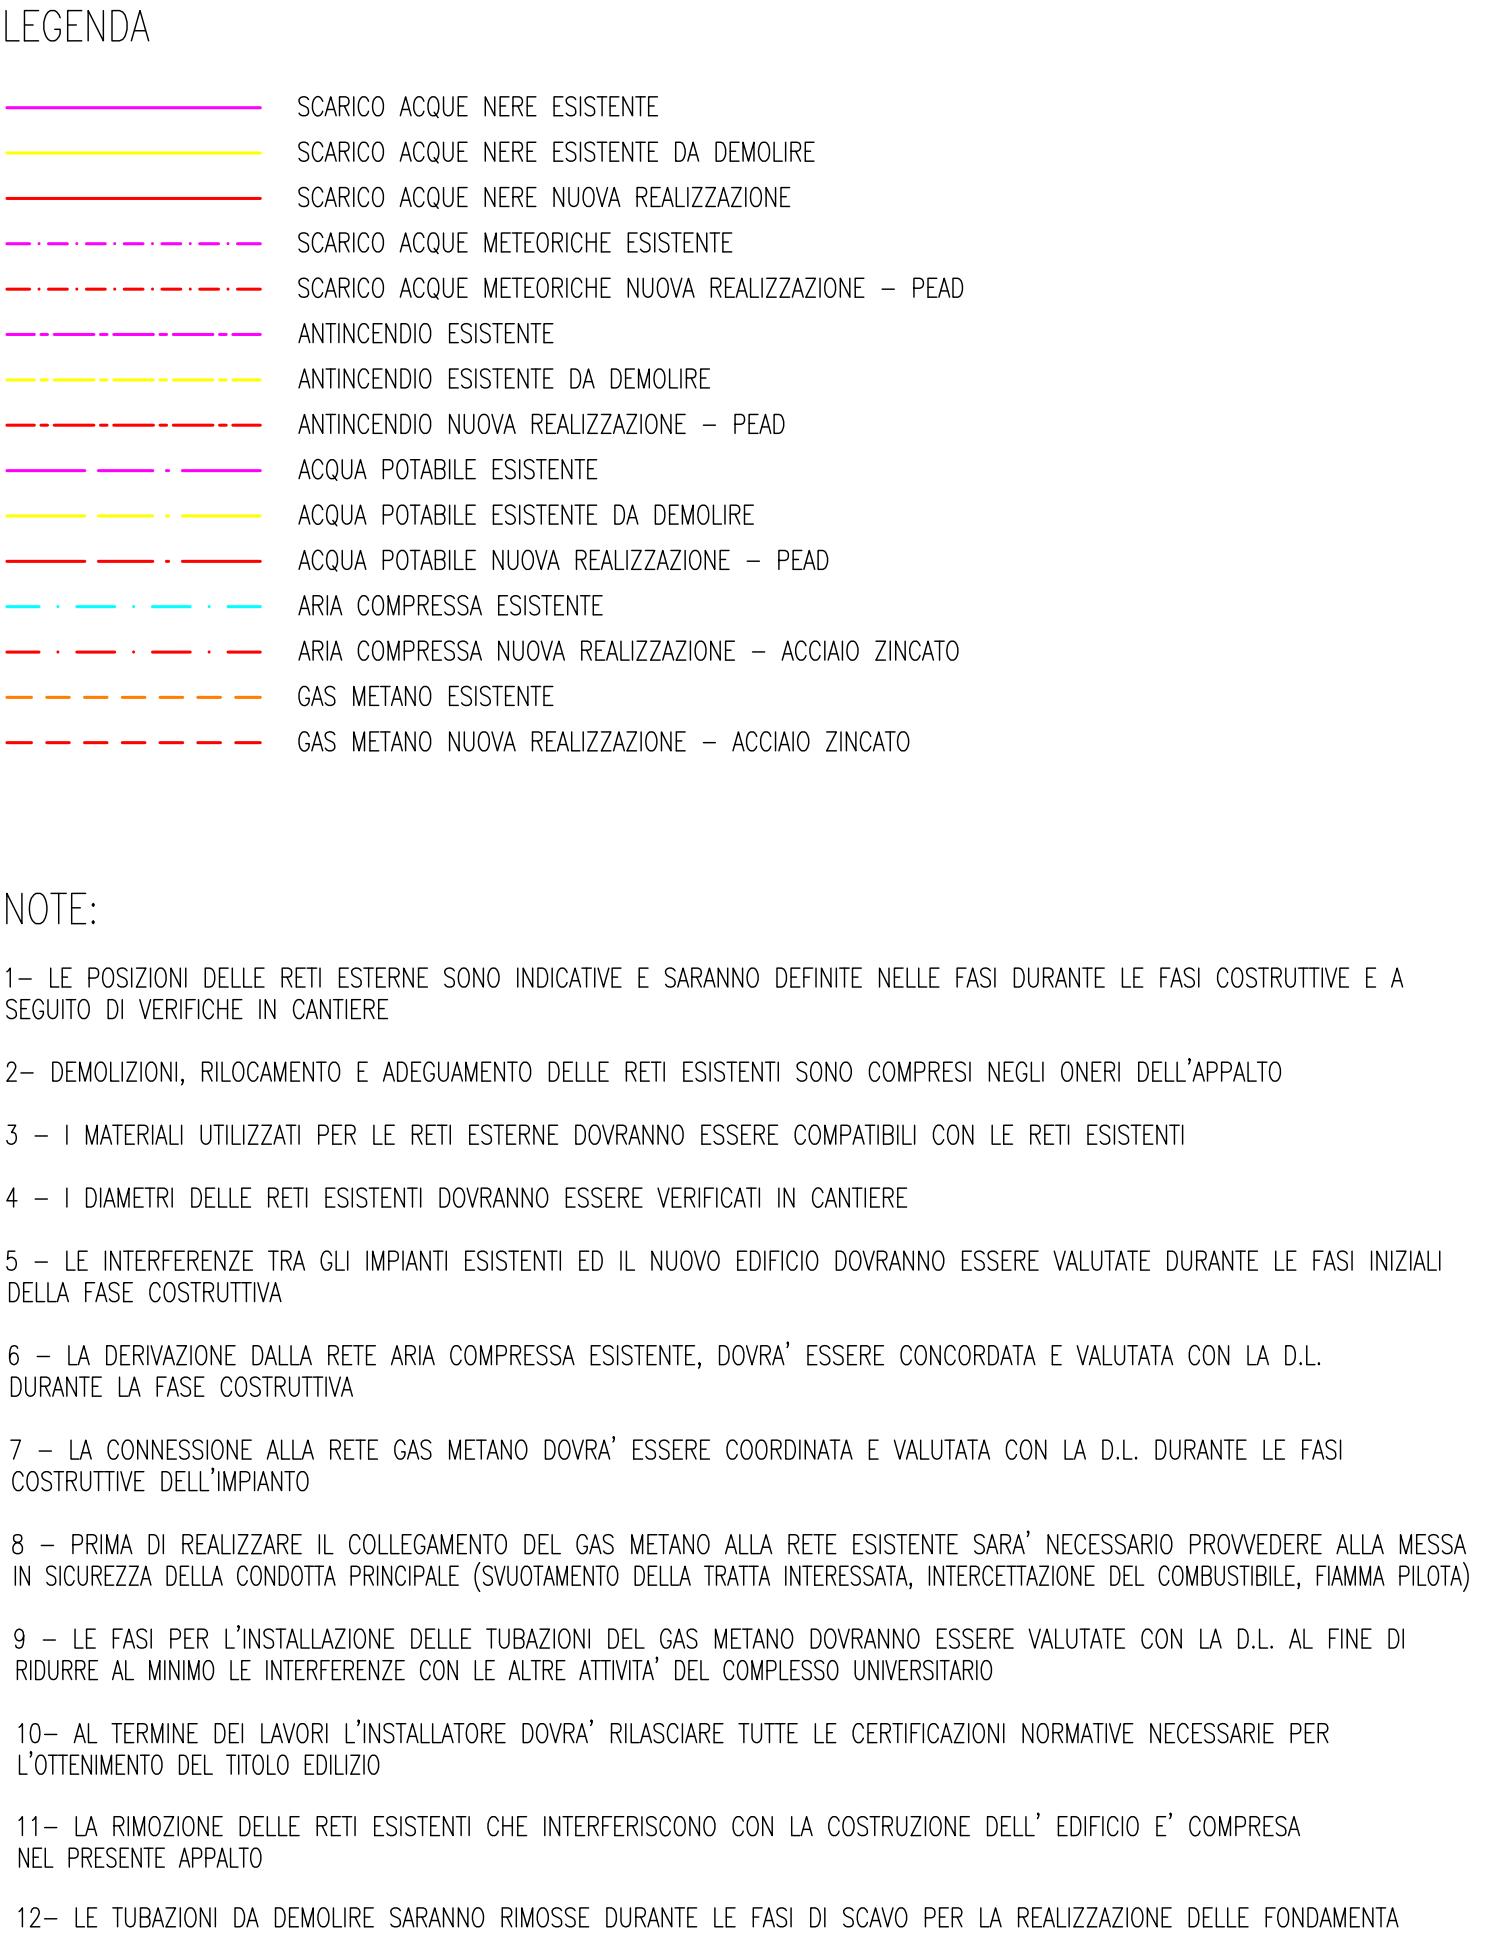 LEGENDA
SCARICO ACQUE NERE ESISTENTE
SCARICO ACQUE NERE ESISTENTE DA DEMOLIRE
SCARICO ACQUE NERE NUOVA REALIZZAZIONE
SCARICO ACQUE METEORICHE ESISTENTE
SCARICO ACQUE METEORICHE NUOVA REALIZZAZIONE – PEAD
ANTINCENDIO ESISTENTE
ANTINCENDIO ESISTENTE DA DEMOLIRE
ANTINCENDIO NUOVA REALIZZAZIONE – PEAD
ACQUA POTABILE ESISTENTE
ACQUA POTABILE ESISTENTE DA DEMOLIRE
ACQUA POTABILE NUOVA REALIZZAZIONE – PEAD
ARIA COMPRESSA ESISTENTE
ARIA COMPRESSA NUOVA REALIZZAZIONE – ACCIAIO ZINCATO
GAS METANO ESISTENTE
GAS METANO NUOVA REALIZZAZIONE – ACCIAIO ZINCATO
NOTE:
1– LE POSIZIONI DELLE RETI ESTERNE SONO INDICATIVE E SARANNO DEFINITE NELLE FASI DURANTE LE FASI COSTRUTTIVE E A
SEGUITO DI VERIFICHE IN CANTIERE
2– DEMOLIZIONI, RILOCAMENTO E ADEGUAMENTO DELLE RETI ESISTENTI SONO COMPRESI NEGLI ONERI DELL'APPALTO
3 – I MATERIALI UTILIZZATI PER LE RETI ESTERNE DOVRANNO ESSERE COMPATIBILI CON LE RETI ESISTENTI
4 – I DIAMETRI DELLE RETI ESISTENTI DOVRANNO ESSERE VERIFICATI IN CANTIERE
5 – LE INTERFERENZE TRA GLI IMPIANTI ESISTENTI ED IL NUOVO EDIFICIO DOVRANNO ESSERE VALUTATE DURANTE LE FASI INIZIALI
DELLA FASE COSTRUTTIVA
6 – LA DERIVAZIONE DALLA RETE ARIA COMPRESSA ESISTENTE, DOVRA' ESSERE CONCORDATA E VALUTATA CON LA D.L.
DURANTE LA FASE COSTRUTTIVA
7 – LA CONNESSIONE ALLA RETE GAS METANO DOVRA' ESSERE COORDINATA E VALUTATA CON LA D.L. DURANTE LE FASI
COSTRUTTIVE DELL'IMPIANTO
8 – PRIMA DI REALIZZARE IL COLLEGAMENTO DEL GAS METANO ALLA RETE ESISTENTE SARA' NECESSARIO PROVVEDERE ALLA MESSA
IN SICUREZZA DELLA CONDOTTA PRINCIPALE (SVUOTAMENTO DELLA TRATTA INTERESSATA, INTERCETTAZIONE DEL COMBUSTIBILE, FIAMMA PILOTA)
9 – LE FASI PER L'INSTALLAZIONE DELLE TUBAZIONI DEL GAS METANO DOVRANNO ESSERE VALUTATE CON LA D.L. AL FINE DI
RIDURRE AL MINIMO LE INTERFERENZE CON LE ALTRE ATTIVITA' DEL COMPLESSO UNIVERSITARIO
10– AL TERMINE DEI LAVORI L'INSTALLATORE DOVRA' RILASCIARE TUTTE LE CERTIFICAZIONI NORMATIVE NECESSARIE PER
L'OTTENIMENTO DEL TITOLO EDILIZIO
11– LA RIMOZIONE DELLE RETI ESISTENTI CHE INTERFERISCONO CON LA COSTRUZIONE DELL' EDIFICIO E' COMPRESA
NEL PRESENTE APPALTO
12– LE TUBAZIONI DA DEMOLIRE SARANNO RIMOSSE DURANTE LE FASI DI SCAVO PER LA REALIZZAZIONE DELLE FONDAMENTA